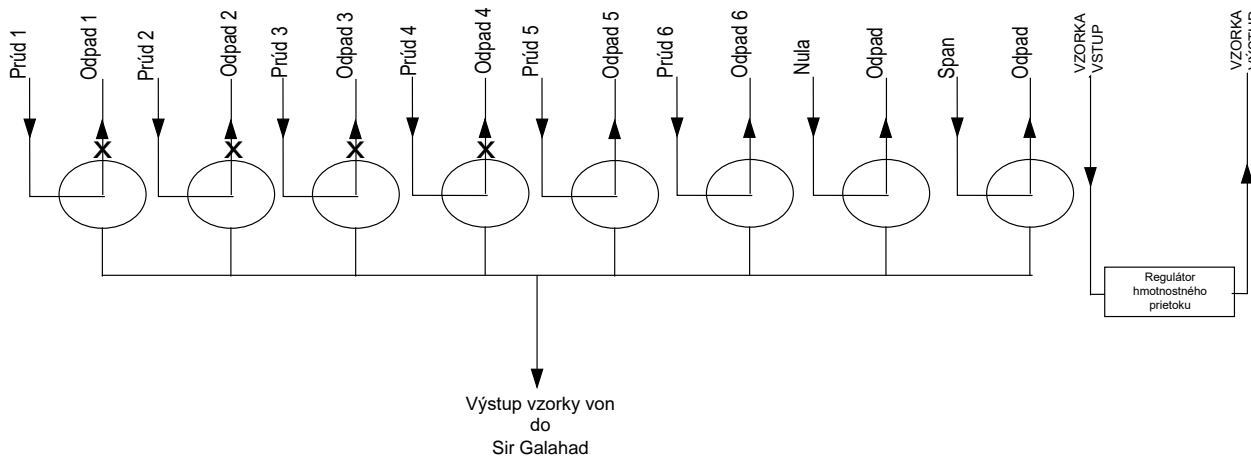 Prúd 1
Odpad 1
Prúd 2
Odpad 2
Prúd 3
Odpad 3
Prúd 4
Odpad 4
Prúd 5
Odpad 5
Prúd 6
Odpad 6
Nula
Odpad
Span
Odpad
VZORKA
VSTUP
VZORKA
VÝSTUP
X
X
X
X
Regulátor
hmotnostného
prietoku
Výstup vzorky von
do
Sir Galahad